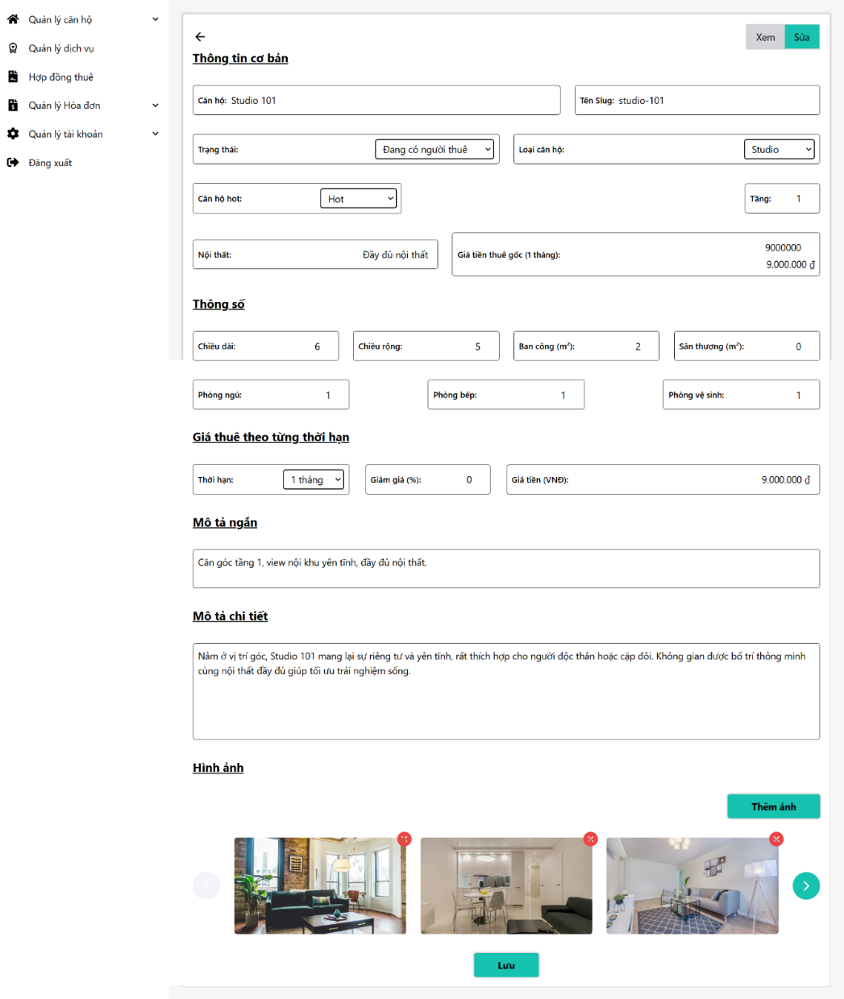 Quản lý căn hộ
Quản lý dịch vụ
Hợp đồng thuê
Quản lý Hóa đơn
Quản lý tài khoản
Đăng xuất
Xem Sửa
Thông tin cơ bản
Căn hộ: Studio 101 Tên Slug: studio-101
Trạng thái: Đang có người thuê Loại căn hộ: Studio
Căn hộ hot: Hot Tầng: 1
Nội thất: Đầy đủ nội thất Giá tiền thuê gốc (1 tháng): 9000000
9.000.000 ₫
Thông số
Chiều dài: 6 Chiều rộng: 5 Ban công (m²): 2 Sân thượng (m²): 0
Phòng ngủ: 1 Phòng bếp: 1 Phòng vệ sinh: 1
Giá thuê theo từng thời hạn
Thời hạn: 1 tháng Giảm giá (%): 0 Giá tiền (VNĐ): 9.000.000 ₫
Mô tả ngắn
Căn góc tầng 1, view nội khu yên tĩnh, đầy đủ nội thất.
Mô tả chi tiết
Nằm ở vị trí góc, Studio 101 mang lại sự riêng tư và yên tĩnh, rất thích hợp cho người độc thân hoặc cặp đôi. Không gian được bố trí thông minh
cùng nội thất đầy đủ giúp tối ưu trải nghiệm sống.
Hình ảnh
Thêm ảnh
Lưu